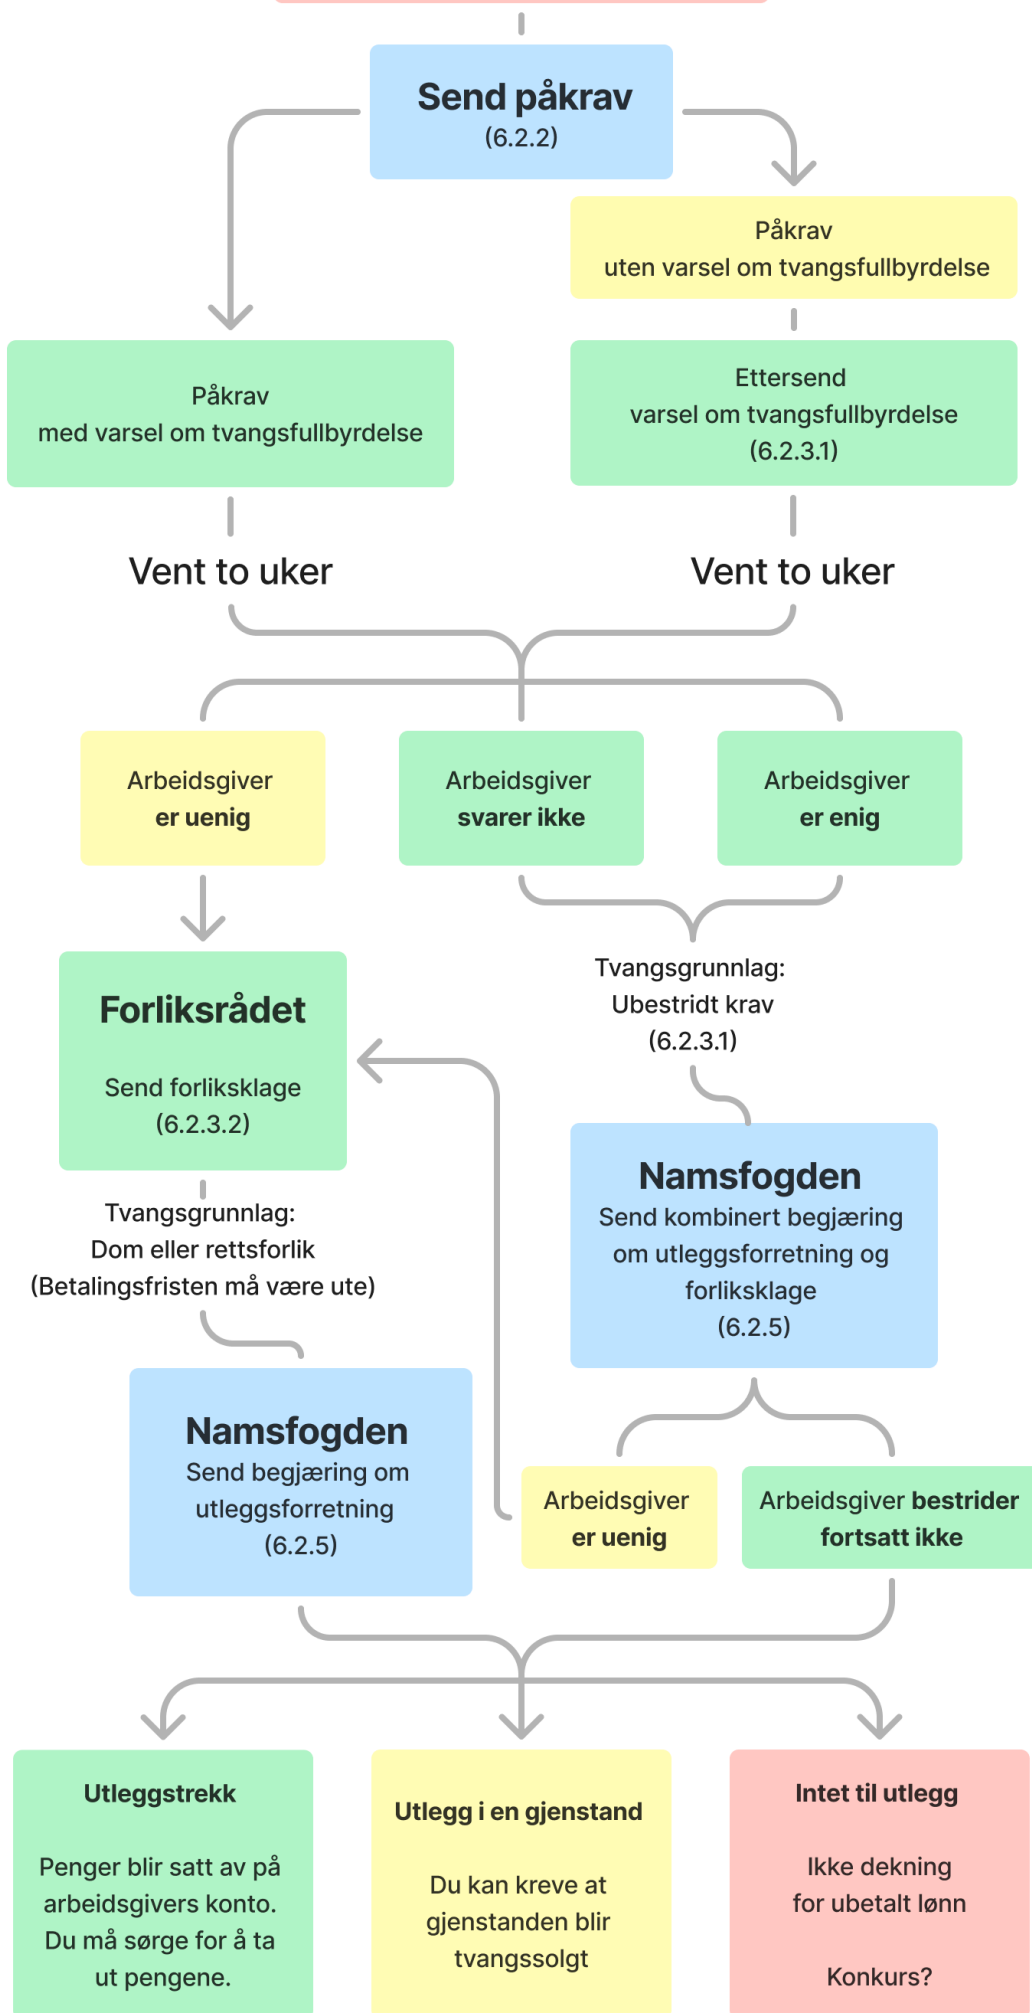 Send påkrav
(6.2.2)
Påkrav
uten varsel om tvangsfullbyrdelse
Påkrav
med varsel om tvangsfullbyrdelse
Ettersend
varsel om tvangsfullbyrdelse
(6.2.3.1)
Vent to uker
Vent to uker
Arbeidsgiver
er uenig
Arbeidsgiver
svarer ikke
Arbeidsgiver
er enig
Forliksrådet
Send forliksklage
(6.2.3.2)
Tvangsgrunnlag:
Ubestridt krav
(6.2.3.1)
Tvangsgrunnlag:
Dom eller rettsforlik
(Betalingsfristen må være ute)
Namsfogden
Send kombinert begjæring
om utleggsforretning og
forliksklage
(6.2.5)
Namsfogden
Send begjæring om
utleggsforretning
(6.2.5)
Arbeidsgiver
er uenig
Arbeidsgiver bestrider
fortsatt ikke
Utleggstrekk
Penger blir satt av på
arbeidsgivers konto.
Du må sørge for å ta
ut pengene.
Utlegg i en gjenstand
Du kan kreve at
gjenstanden blir
tvangssolgt
Intet til utlegg
Ikke dekning
for ubetalt lønn
Konkurs?